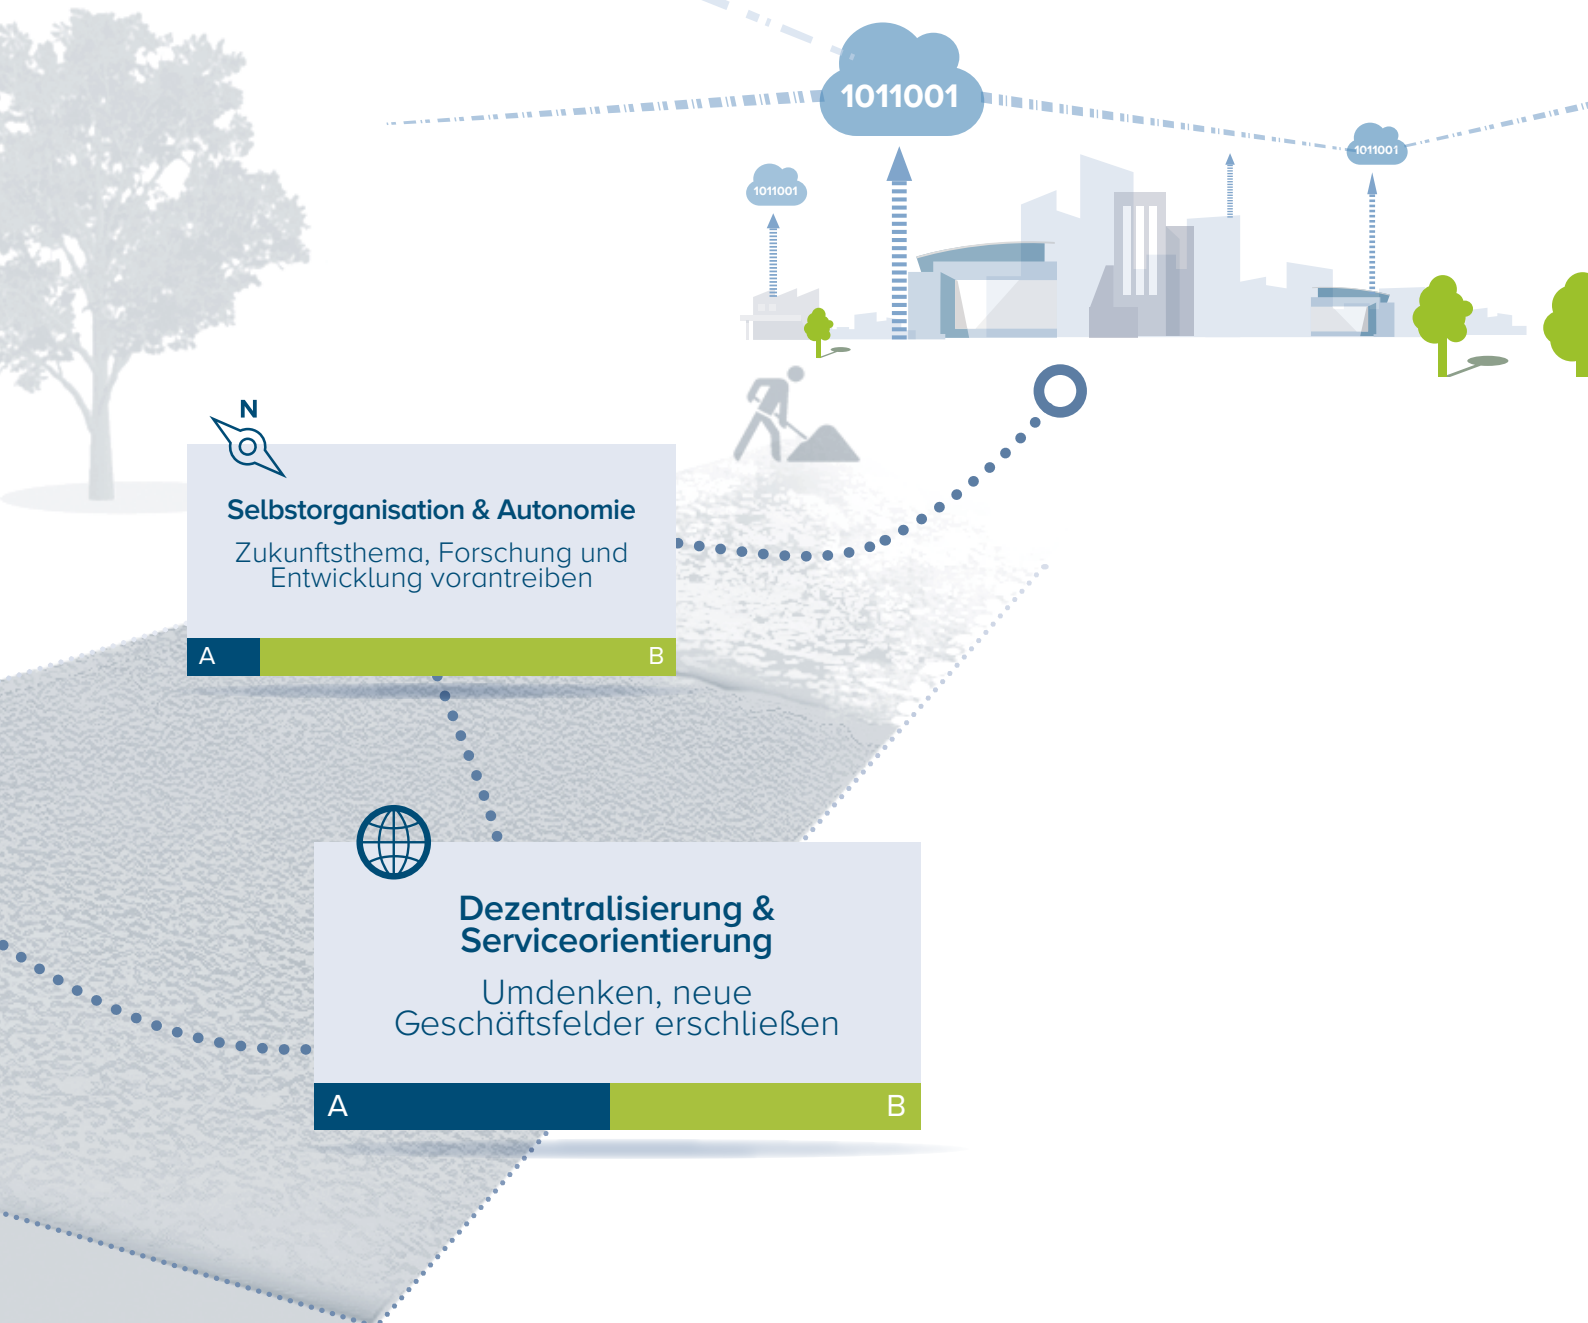 1011001
1011001
1011001
N
Selbstorganisation & Autonomie
Zukunftsthema, Forschung und
Entwicklung vorantreiben
A B
Dezentralisierung &
Serviceorientierung
Umdenken, neue
Geschäftsfelder erschließen
A B